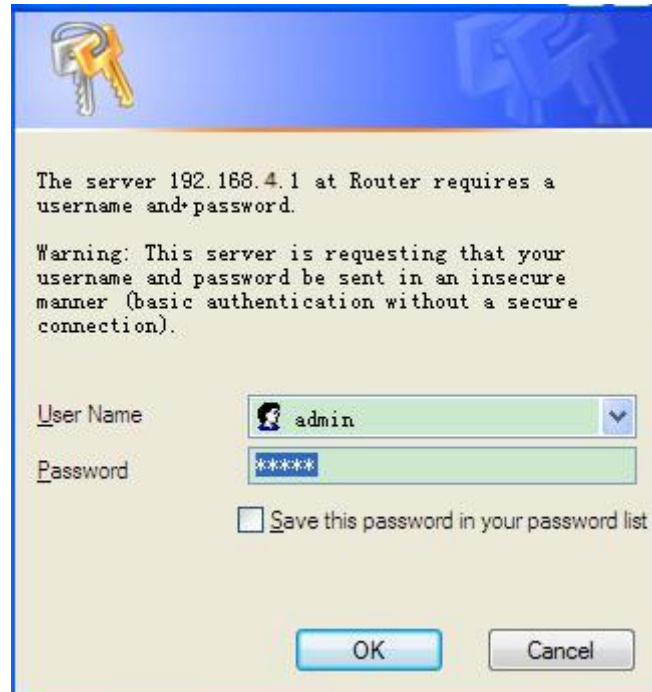 The server 192.168.4.1 at Router requires a
username and password.
Warning: This server is requesting that your
username and password be sent in an insecure
manner (basic authentication without a secure
connection).
User Name
admin
Password
*****
Save this password in your password list
OK
Cancel